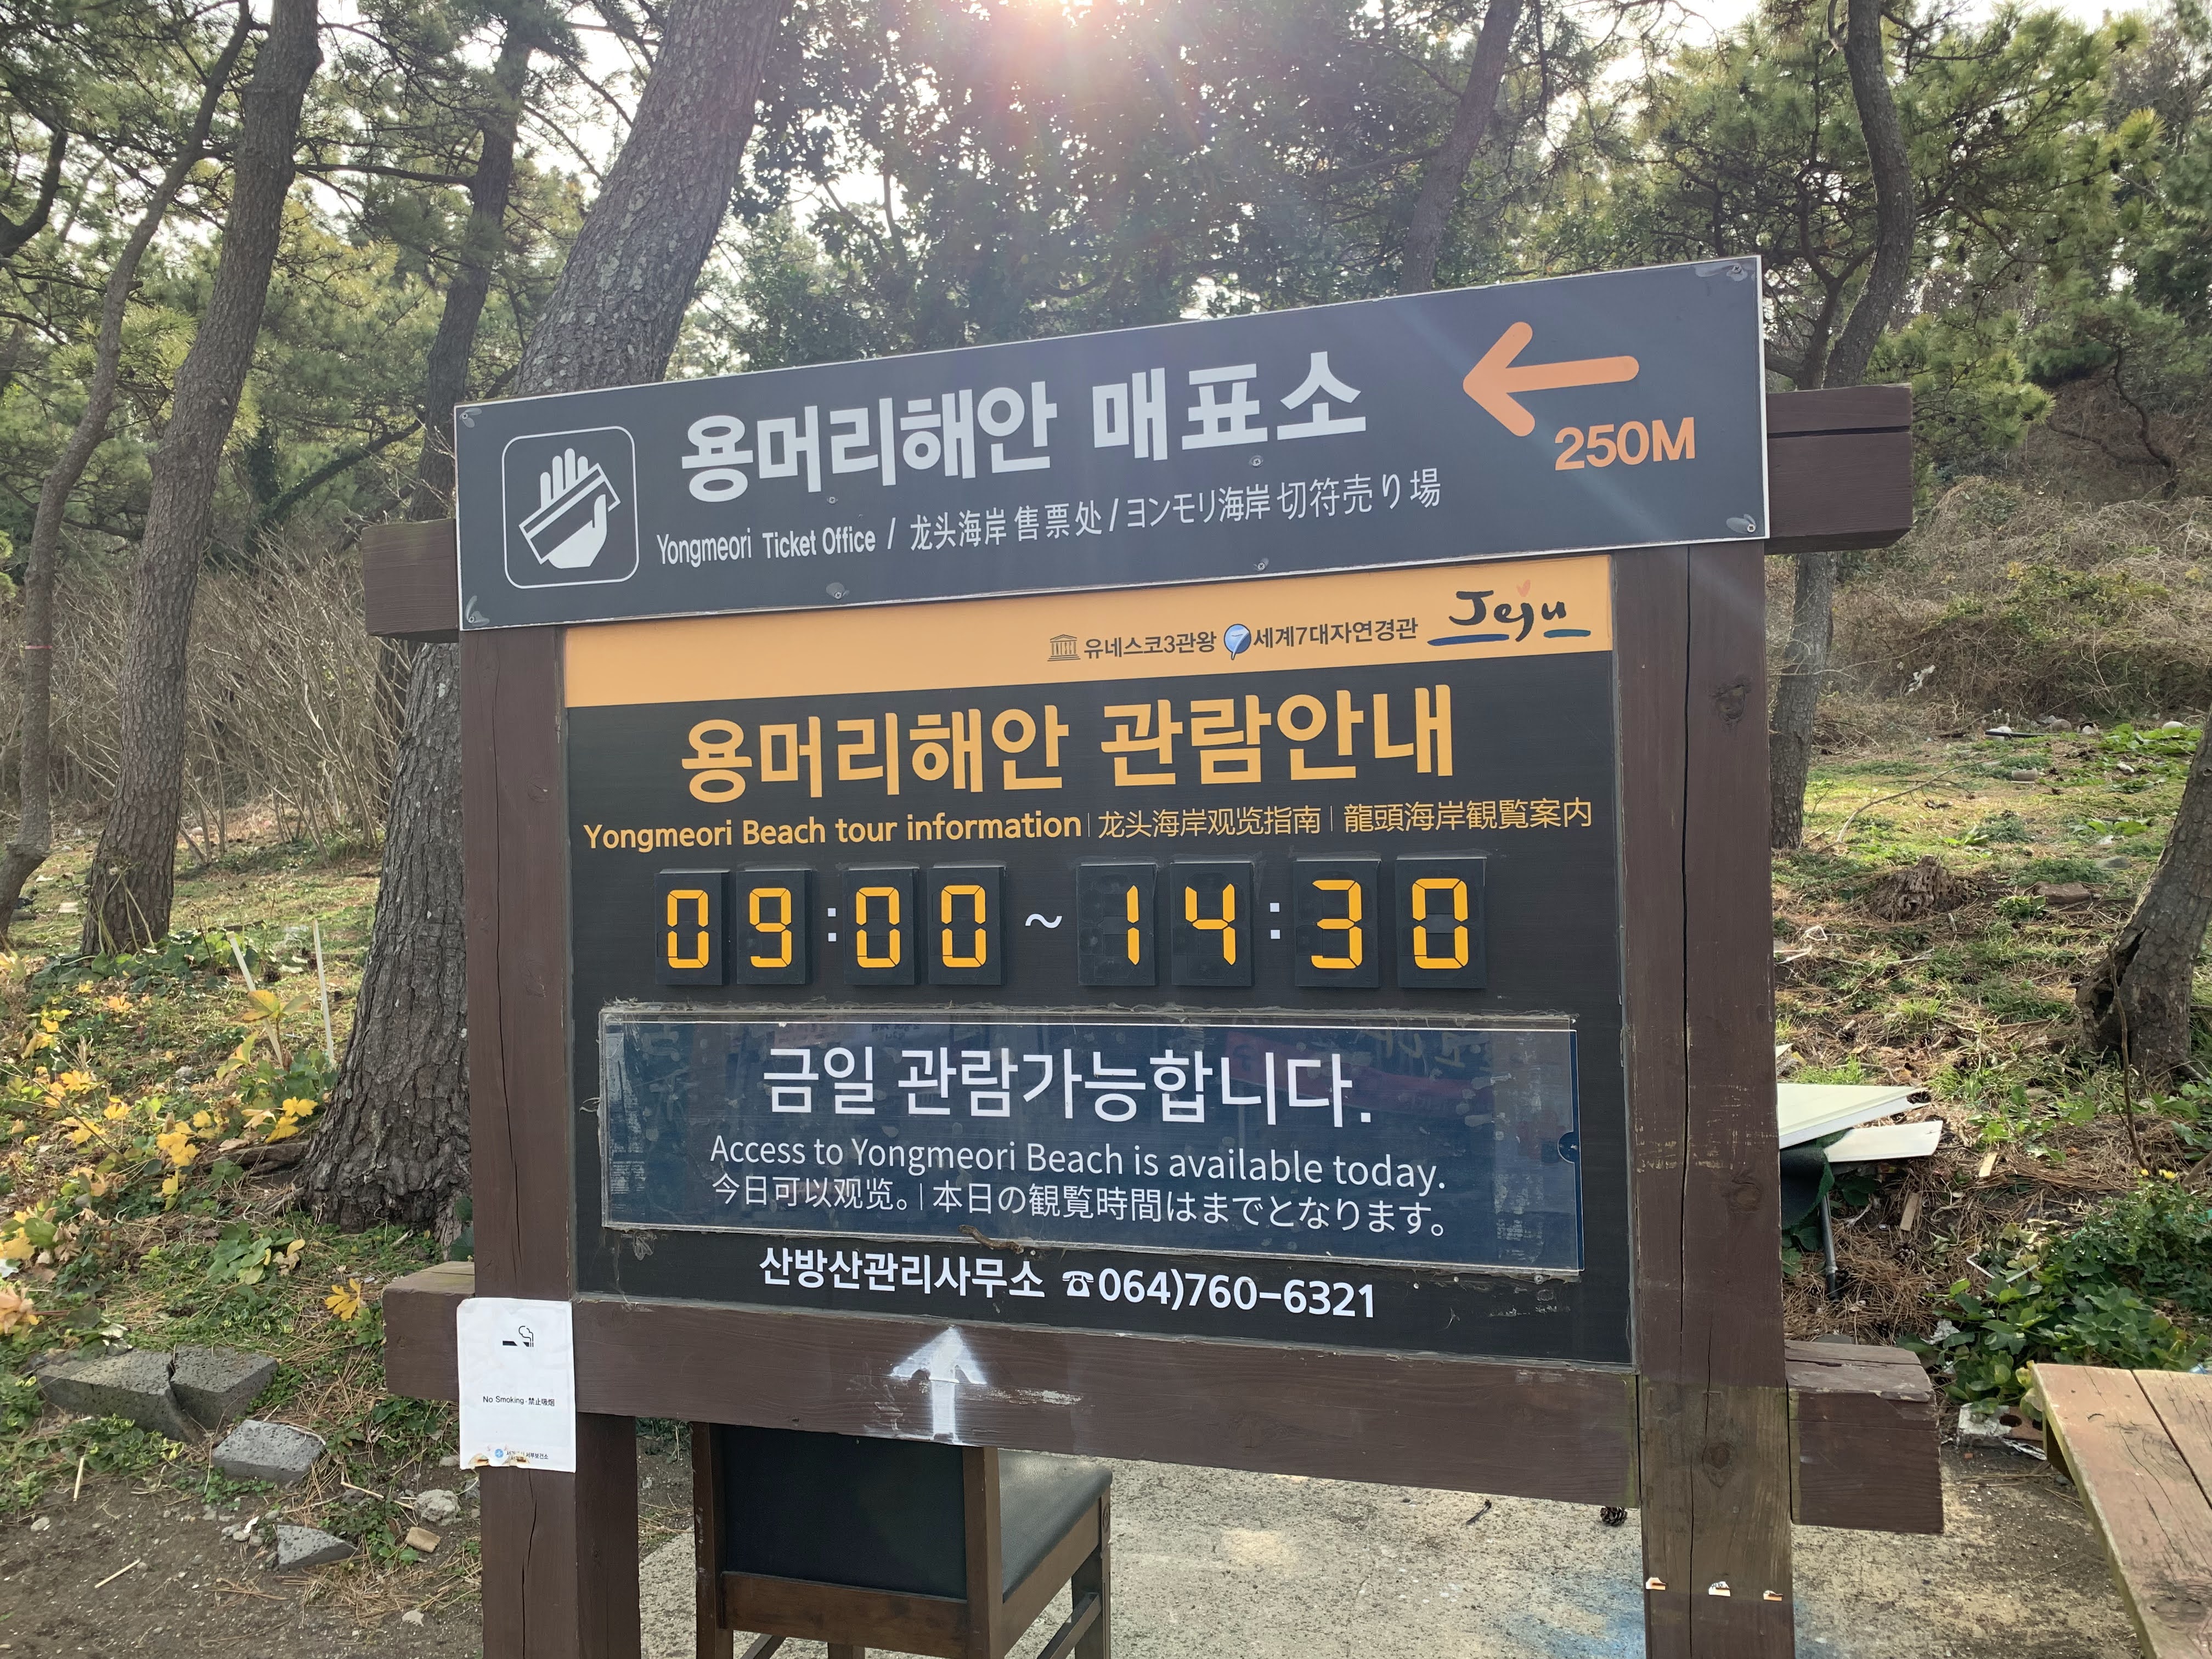 용머리해안 매표소
250M
Yongmeori Ticket Office / 龙头海岸 售票处 / ヨンモリ海岸 切符売り場
유네스코3관왕 세계7대자연경관 Jeju
용머리해안 관람안내
Yongmeori Beach tour information | 龙头海岸观览指南 | 龍頭海岸観覧案内
09:00 ~ 14:30
금일 관람가능합니다.
Access to Yongmeori Beach is available today.
今日可以观览。 | 本日の観覧時間はまでとなります。
산방산관리사무소 ☎064)760-6321
No Smoking·禁止吸烟